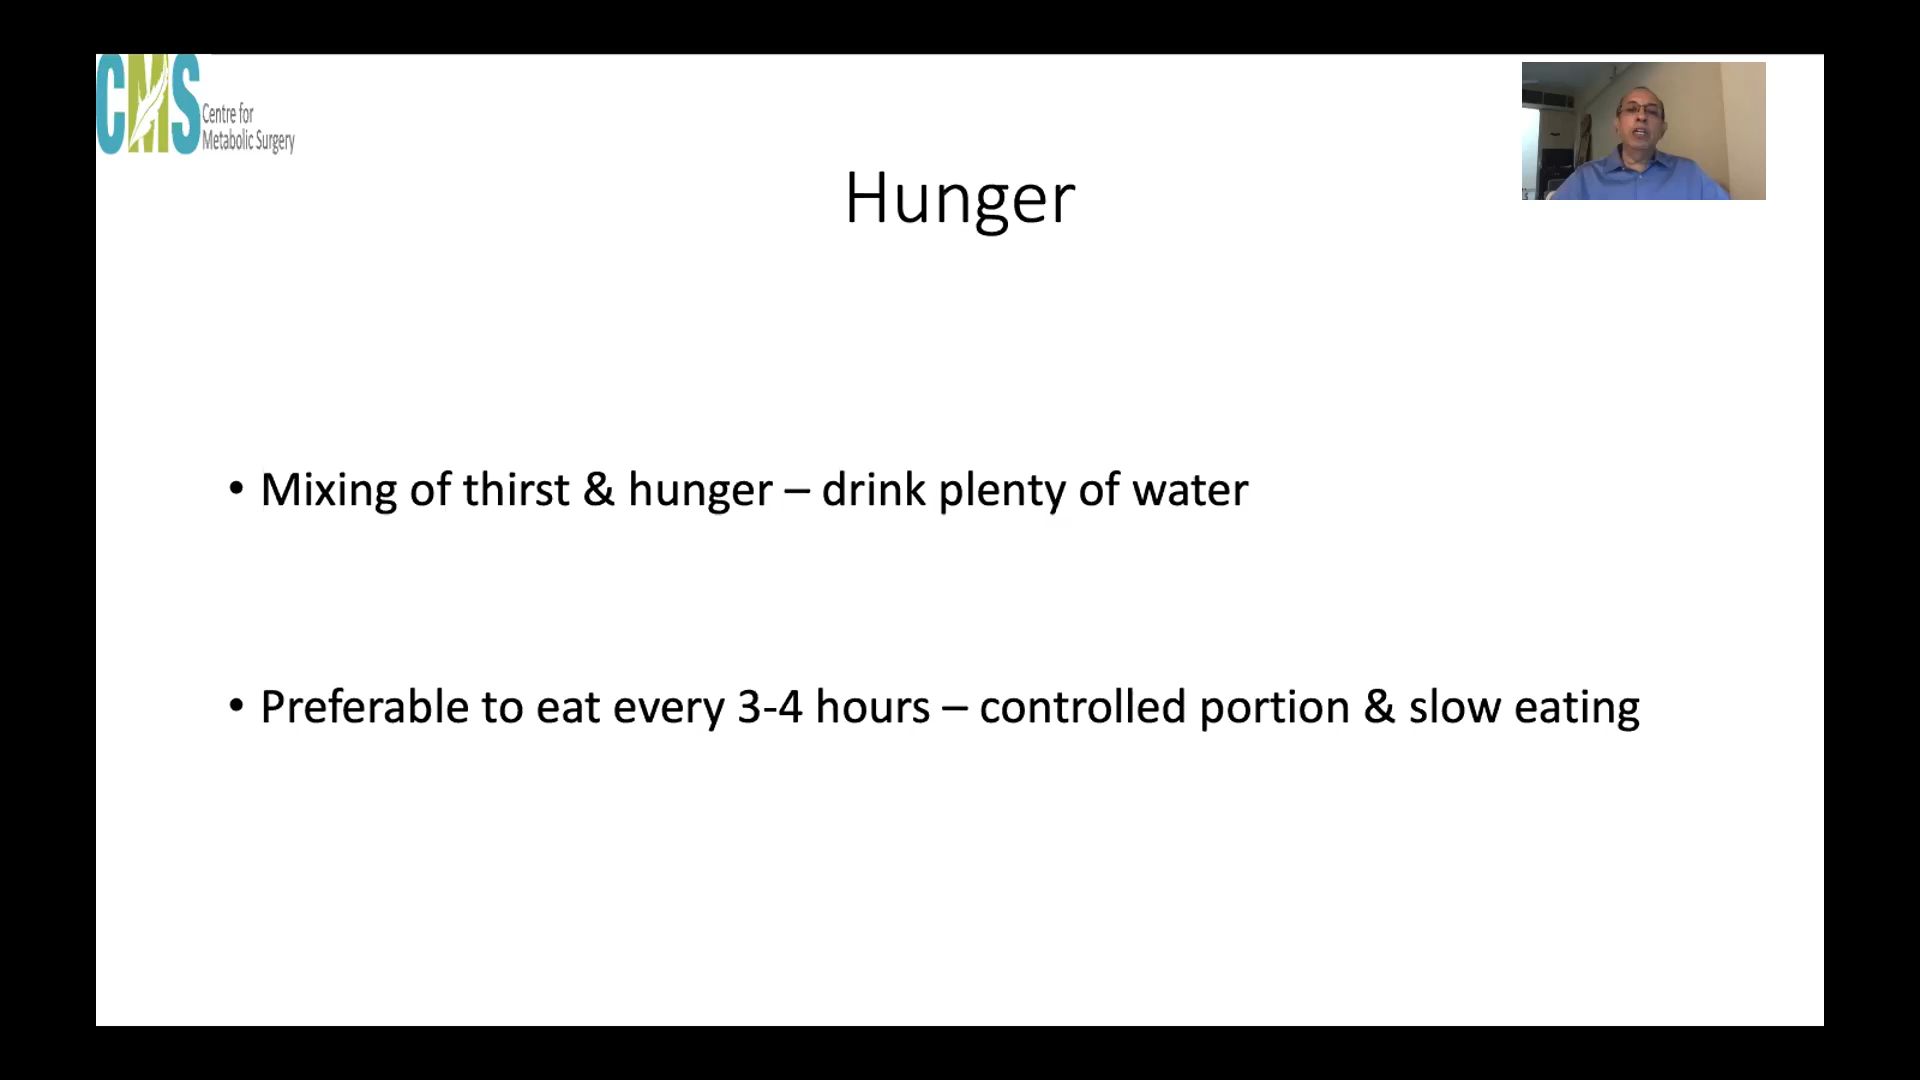 CMS
Centre for
Metabolic Surgery
Hunger
• Mixing of thirst & hunger – drink plenty of water
• Preferable to eat every 3-4 hours – controlled portion & slow eating